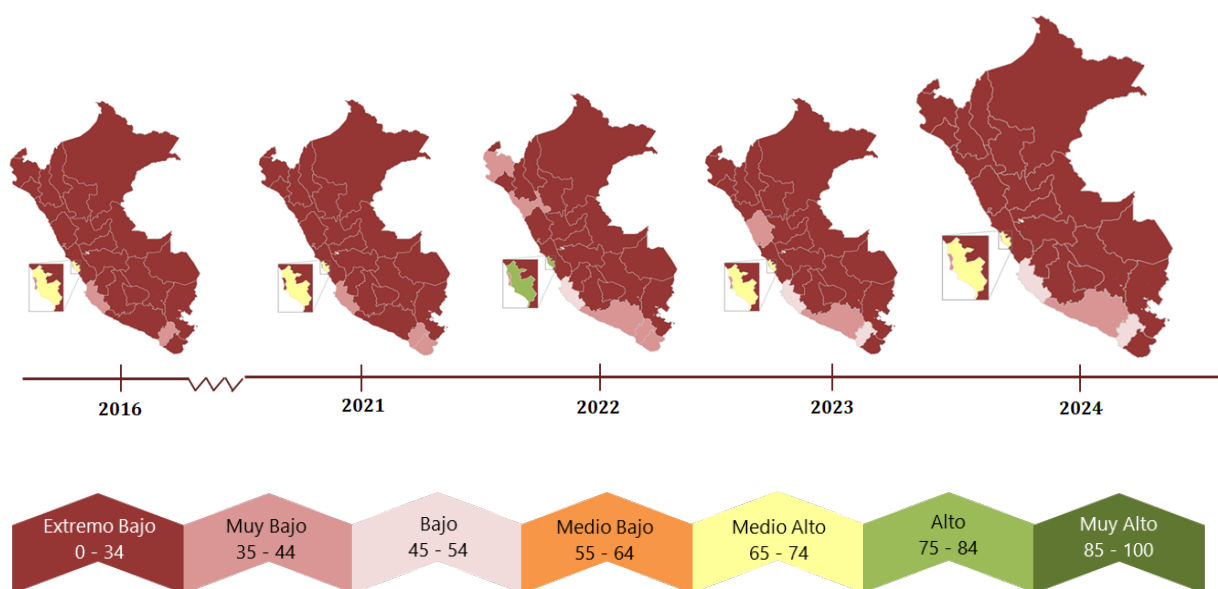 2016
2021
2022
2023
2024
Extremo Bajo
0 - 34
Muy Bajo
35 - 44
Bajo
45 - 54
Medio Bajo
55 - 64
Medio Alto
65 - 74
Alto
75 - 84
Muy Alto
85 - 100